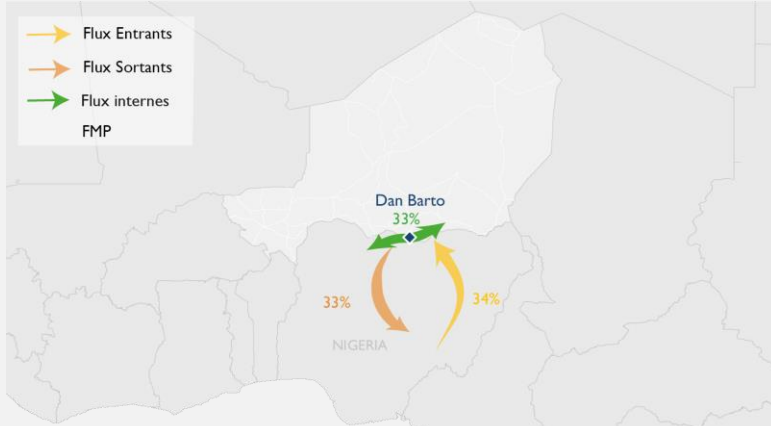 Flux Entrants
Flux Sortants
Flux internes
FMP
Dan Barto
33%
33%
34%
NIGERIA